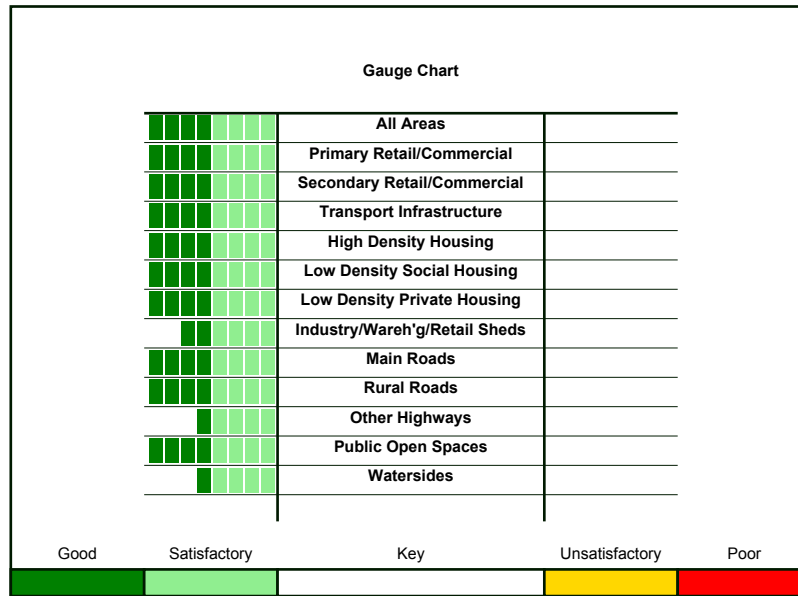 Gauge Chart
All Areas
Primary Retail/Commercial
Secondary Retail/Commercial
Transport Infrastructure
High Density Housing
Low Density Social Housing
Low Density Private Housing
Industry/Wareh'g/Retail Sheds
Main Roads
Rural Roads
Other Highways
Public Open Spaces
Watersides
Good Satisfactory Key Unsatisfactory Poor